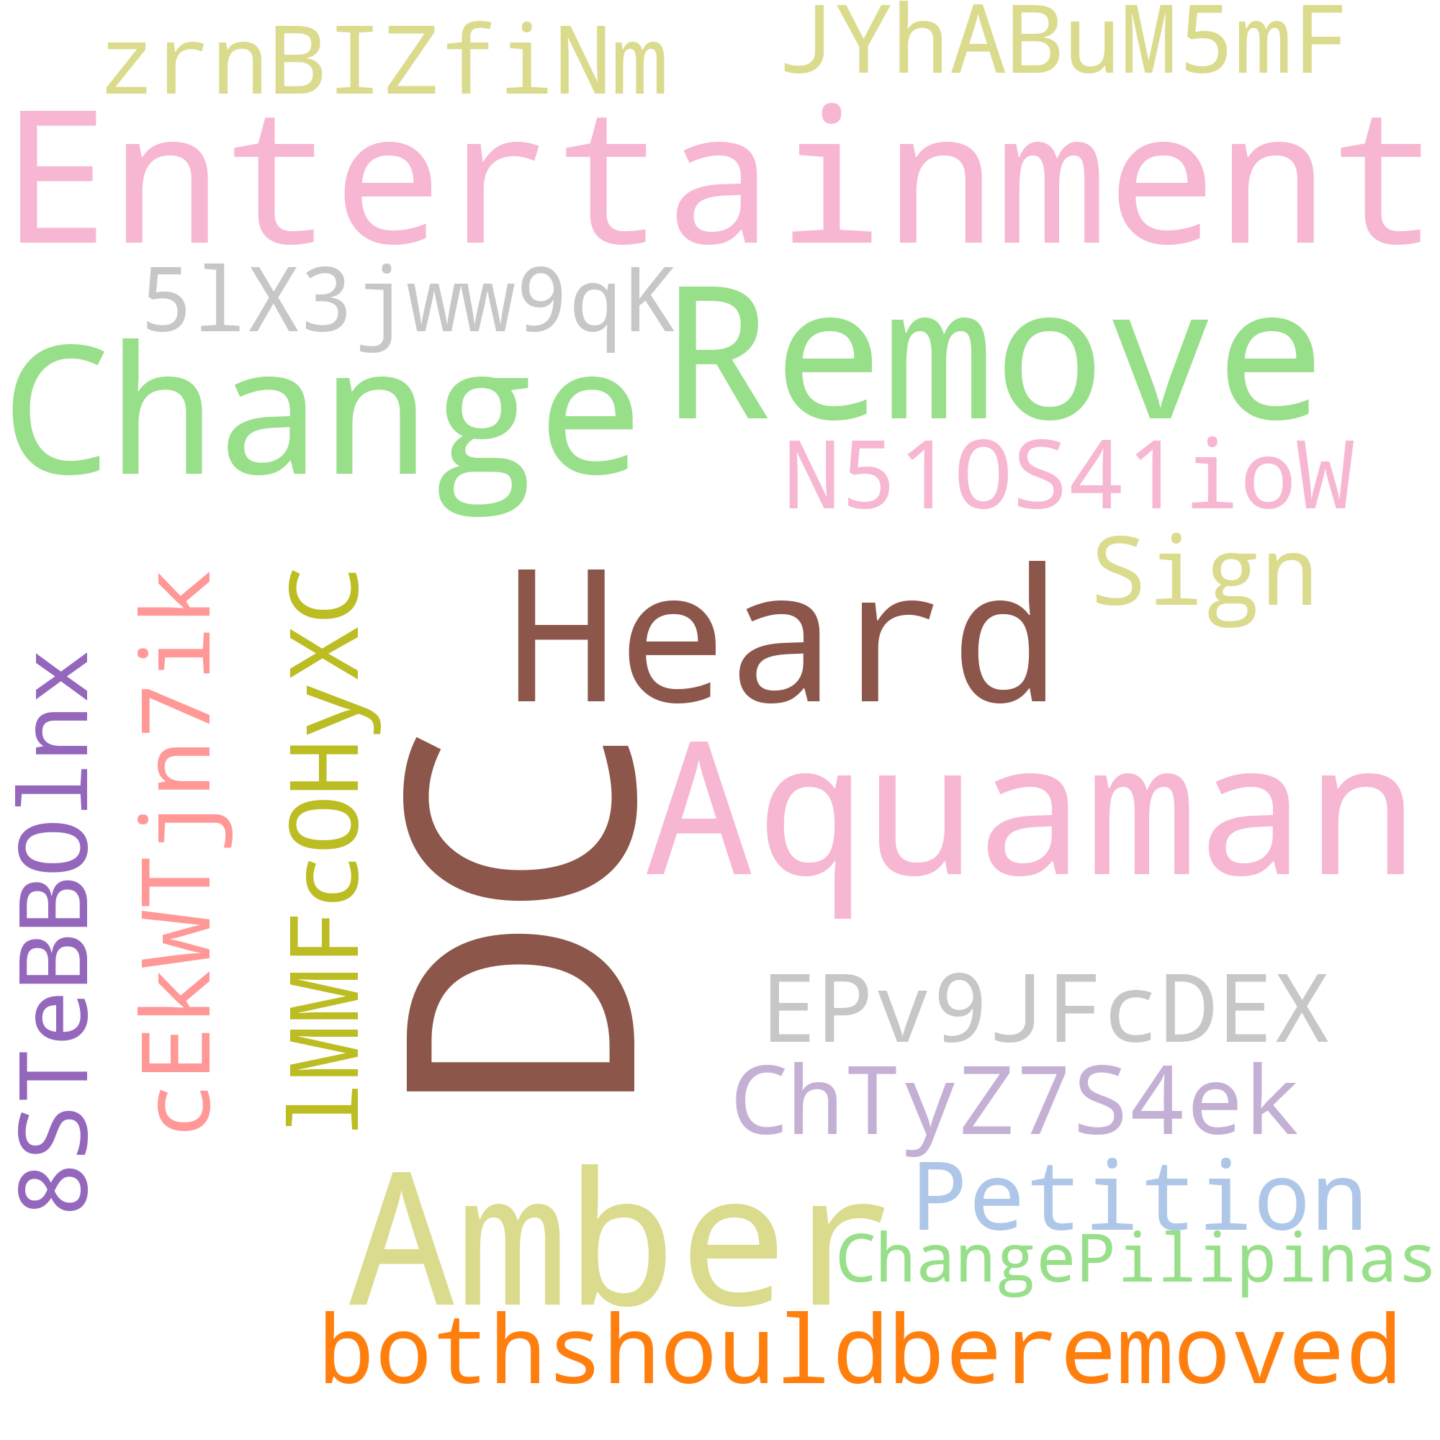 zrnBIZfiNm
JYhABuM5mF
Entertainment
5lX3jww9qK
Remove
Change
N51OS41ioW
Sign
Heard
8STeBBOlnx
cEkWTjn7ik
lMMFcOHyXC
DC
Aquaman
EPv9JFcDEX
ChTyZ7S4ek
Petition
Amber
ChangePilipinas
bothshouldberemoved